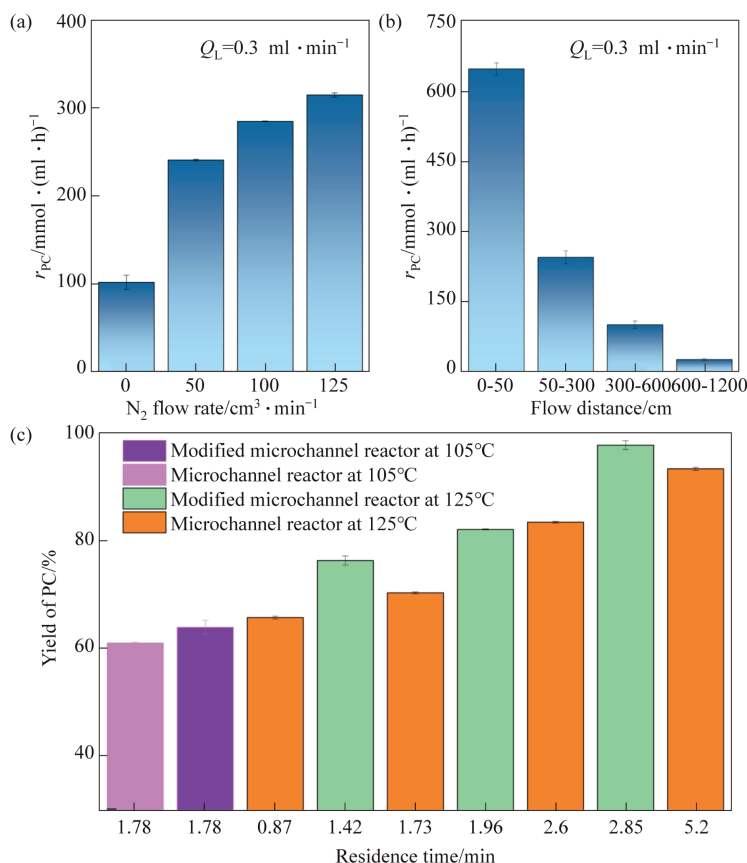 (a)
Q_L=0.3 ml·min⁻¹
r_PC/mmol·(ml·h)⁻¹
400
300
200
100
0
0 50 100 125
N₂ flow rate/cm³·min⁻¹
(b)
Q_L=0.3 ml·min⁻¹
r_PC/mmol·(ml·h)⁻¹
750
600
450
300
150
0
0-50 50-300 300-600 600-1200
Flow distance/cm
(c)
Modified microchannel reactor at 105°C
Microchannel reactor at 105°C
Modified microchannel reactor at 125°C
Microchannel reactor at 125°C
Yield of PC/%
100
80
60
40
1.78 1.78 0.87 1.42 1.73 1.96 2.6 2.85 5.2
Residence time/min